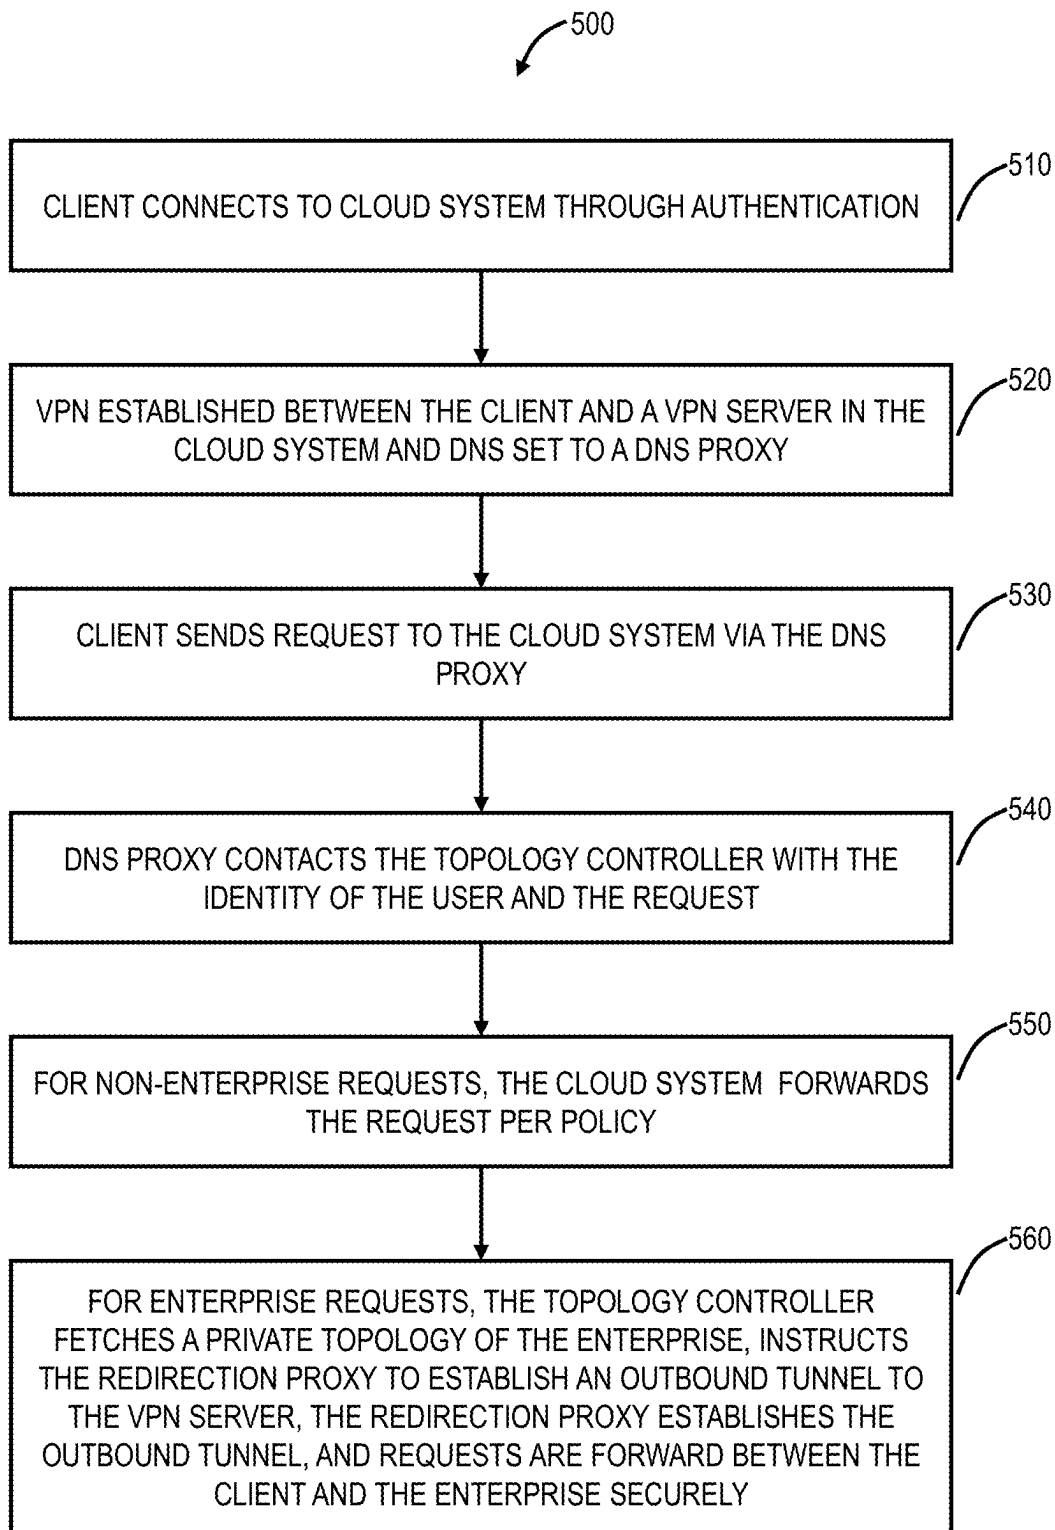 500
510
CLIENT CONNECTS TO CLOUD SYSTEM THROUGH AUTHENTICATION
520
VPN ESTABLISHED BETWEEN THE CLIENT AND A VPN SERVER IN THE
CLOUD SYSTEM AND DNS SET TO A DNS PROXY
530
CLIENT SENDS REQUEST TO THE CLOUD SYSTEM VIA THE DNS
PROXY
540
DNS PROXY CONTACTS THE TOPOLOGY CONTROLLER WITH THE
IDENTITY OF THE USER AND THE REQUEST
550
FOR NON-ENTERPRISE REQUESTS, THE CLOUD SYSTEM FORWARDS
THE REQUEST PER POLICY
560
FOR ENTERPRISE REQUESTS, THE TOPOLOGY CONTROLLER
FETCHES A PRIVATE TOPOLOGY OF THE ENTERPRISE, INSTRUCTS
THE REDIRECTION PROXY TO ESTABLISH AN OUTBOUND TUNNEL TO
THE VPN SERVER, THE REDIRECTION PROXY ESTABLISHES THE
OUTBOUND TUNNEL, AND REQUESTS ARE FORWARD BETWEEN THE
CLIENT AND THE ENTERPRISE SECURELY